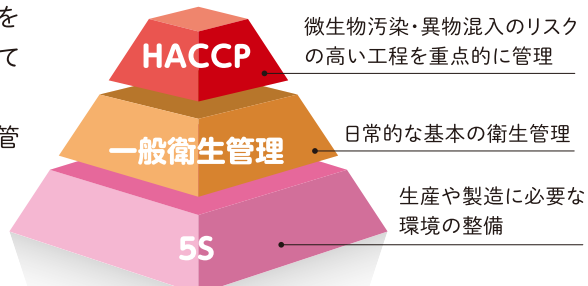 を
て
管
HACCP
微生物汚染・異物混入のリスク
の高い工程を重点的に管理
一般衛生管理
日常的な基本の衛生管理
5S
生産や製造に必要な
環境の整備